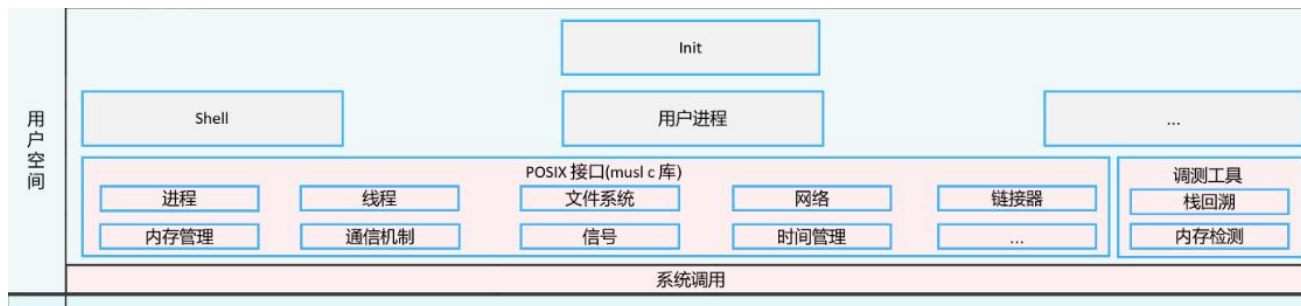 Init
用户空间
Shell
用户进程
...
POSIX 接口(musl c 库)
进程
线程
文件系统
网络
链接器
内存管理
通信机制
信号
时间管理
...
调测工具
栈回溯
内存检测
系统调用